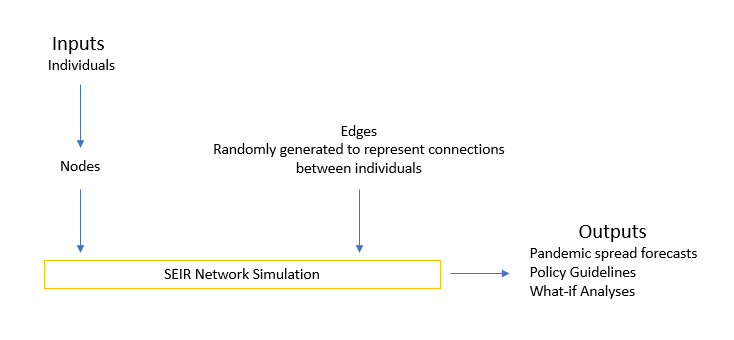 Inputs
Individuals
Edges
Randomly generated to represent connections
between individuals
Nodes
Outputs
Pandemic spread forecasts
Policy Guidelines
What-if Analyses
SEIR Network Simulation